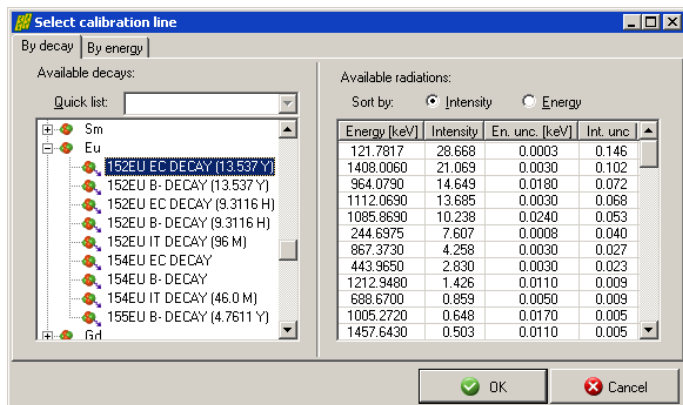 Select calibration line
By decay By energy
Available decays:
Quick list:
Sm
Eu
152EU EC DECAY (13.537 Y)
152EU B- DECAY (13.537 Y)
152EU EC DECAY (9.3116 H)
152EU B- DECAY (9.3116 H)
152EU IT DECAY (96 M)
154EU EC DECAY
154EU B- DECAY
154EU IT DECAY (46.0 M)
155EU B- DECAY (4.7611 Y)
Gd
Available radiations:
Sort by: Intensity Energy
Energy [keV] Intensity En. unc. [keV] Int. unc
121.7817 28.668 0.0003 0.146
1408.0060 21.069 0.0030 0.102
964.0790 14.649 0.0180 0.072
1112.0690 13.685 0.0030 0.068
1085.8690 10.238 0.0240 0.053
244.6975 7.607 0.0008 0.040
867.3730 4.258 0.0030 0.027
443.9650 2.830 0.0030 0.023
1212.9480 1.426 0.0110 0.009
688.6700 0.859 0.0050 0.009
1005.2720 0.648 0.0170 0.005
1457.6430 0.503 0.0110 0.005
OK Cancel